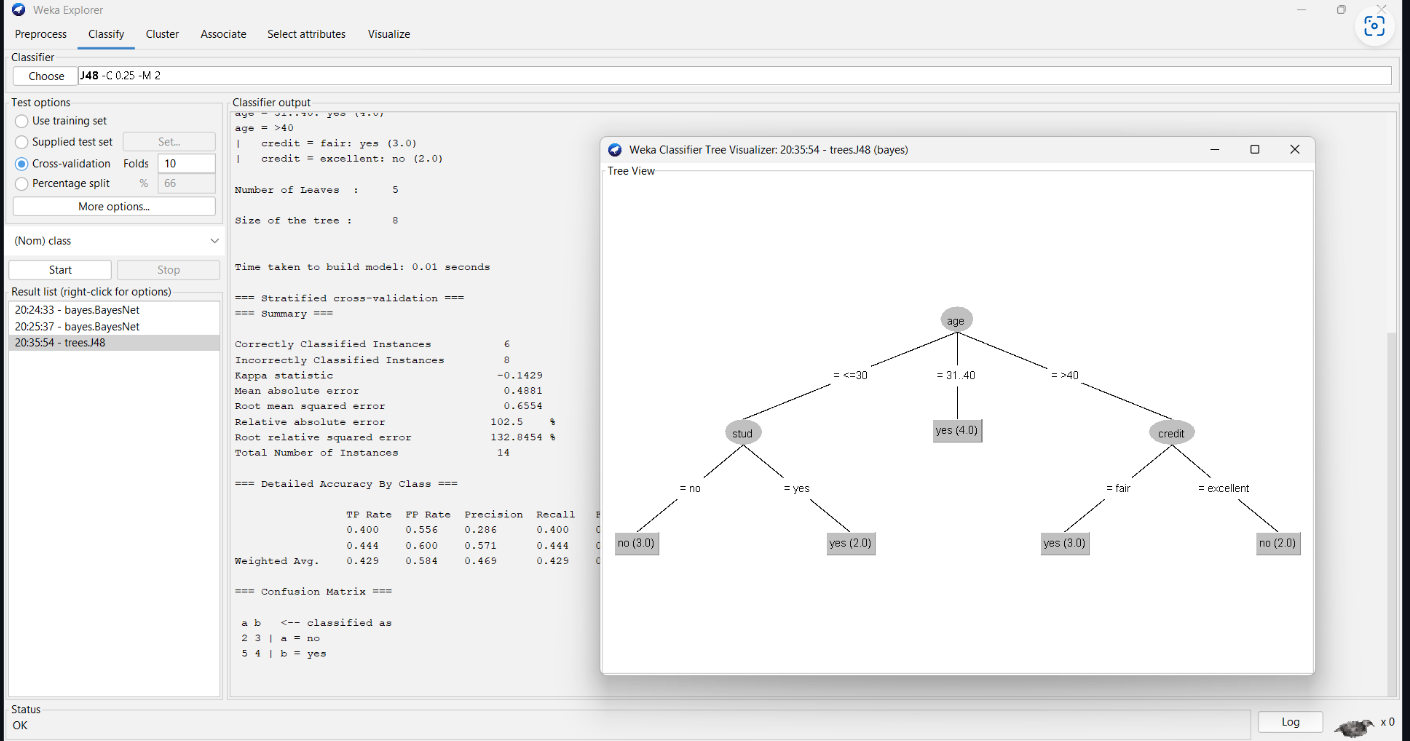 Weka Explorer
Preprocess Classify Cluster Associate Select attributes Visualize
Classifier
Choose J48 -C 0.25 -M 2
Test options
Use training set
Supplied test set Set...
Cross-validation Folds 10
Percentage split % 66
More options...
(Nom) class
Start Stop
Result list (right-click for options)
20:24:33 - bayes.BayesNet
20:25:37 - bayes.BayesNet
20:35:54 - trees.J48
Classifier output
age = 31..40: yes (4.0)
age = >40
| credit = fair: yes (3.0)
| credit = excellent: no (2.0)
Number of Leaves : 5
Size of the tree : 8
Time taken to build model: 0.01 seconds
=== Stratified cross-validation ===
=== Summary ===
Correctly Classified Instances 6
Incorrectly Classified Instances 8
Kappa statistic -0.1429
Mean absolute error 0.4881
Root mean squared error 0.6554
Relative absolute error 102.5 %
Root relative squared error 132.8454 %
Total Number of Instances 14
=== Detailed Accuracy By Class ===
TP Rate FP Rate Precision Recall
0.400 0.556 0.286 0.400
0.444 0.600 0.571 0.444
Weighted Avg. 0.429 0.584 0.469 0.429
=== Confusion Matrix ===
a b <-- classified as
2 3 | a = no
5 4 | b = yes
Weka Classifier Tree Visualizer: 20:35:54 - trees.J48 (bayes)
Tree View
age
= <=30 = 31..40 = >40
stud yes (4.0) credit
= no = yes = fair = excellent
no (3.0) yes (2.0) yes (3.0) no (2.0)
Status
OK
Log x 0